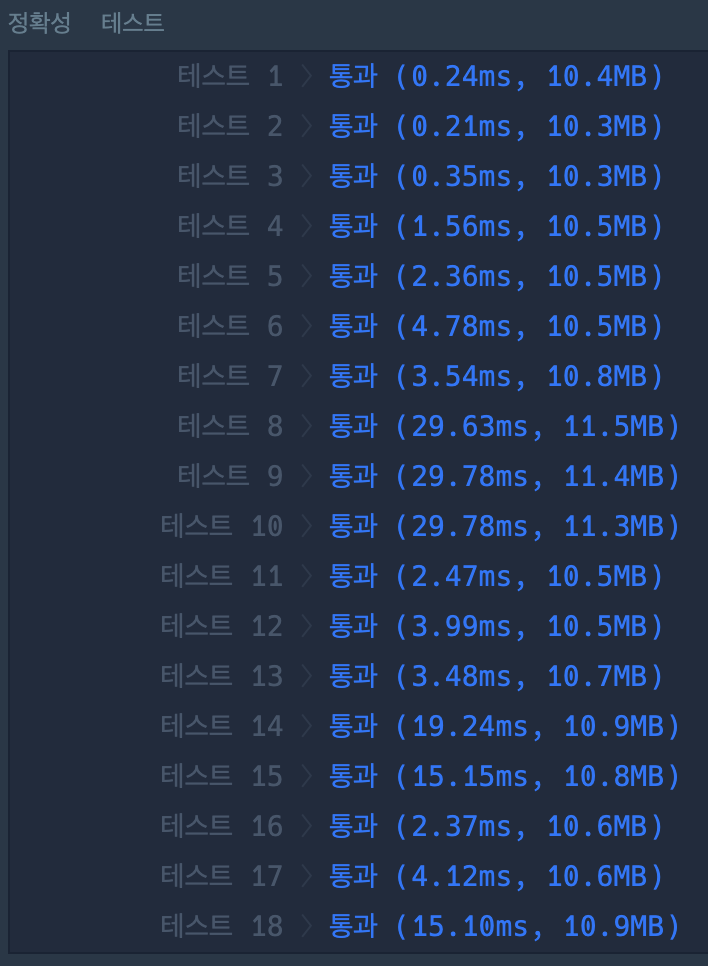 정확성 테스트
테스트 1 〉 통과 (0.24ms, 10.4MB)
테스트 2 〉 통과 (0.21ms, 10.3MB)
테스트 3 〉 통과 (0.35ms, 10.3MB)
테스트 4 〉 통과 (1.56ms, 10.5MB)
테스트 5 〉 통과 (2.36ms, 10.5MB)
테스트 6 〉 통과 (4.78ms, 10.5MB)
테스트 7 〉 통과 (3.54ms, 10.8MB)
테스트 8 〉 통과 (29.63ms, 11.5MB)
테스트 9 〉 통과 (29.78ms, 11.4MB)
테스트 10 〉 통과 (29.78ms, 11.3MB)
테스트 11 〉 통과 (2.47ms, 10.5MB)
테스트 12 〉 통과 (3.99ms, 10.5MB)
테스트 13 〉 통과 (3.48ms, 10.7MB)
테스트 14 〉 통과 (19.24ms, 10.9MB)
테스트 15 〉 통과 (15.15ms, 10.8MB)
테스트 16 〉 통과 (2.37ms, 10.6MB)
테스트 17 〉 통과 (4.12ms, 10.6MB)
테스트 18 〉 통과 (15.10ms, 10.9MB)